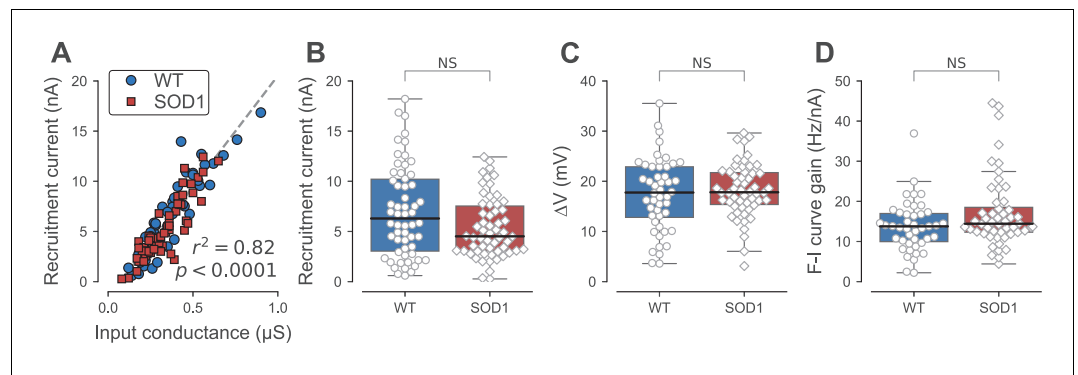 A
Recruitment current (nA)
20
15
10
5
0
WT
SOD1
r² = 0.82
p < 0.0001
0.0
0.5
1.0
Input conductance (μS)
B
Recruitment current (nA)
20
15
10
5
0
NS
WT
SOD1
C
ΔV (mV)
40
30
20
10
0
NS
WT
SOD1
D
F-I curve gain (Hz/nA)
50
40
30
20
10
0
NS
WT
SOD1